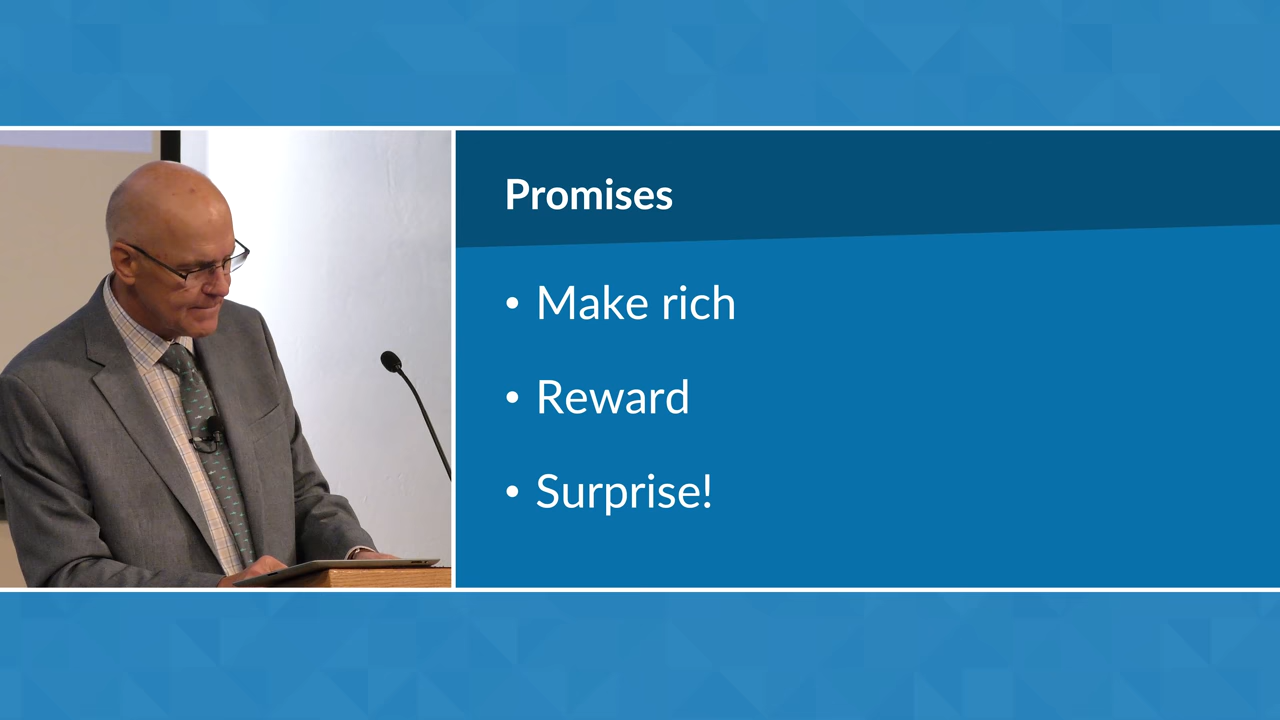 Promises
• Make rich
• Reward
• Surprise!